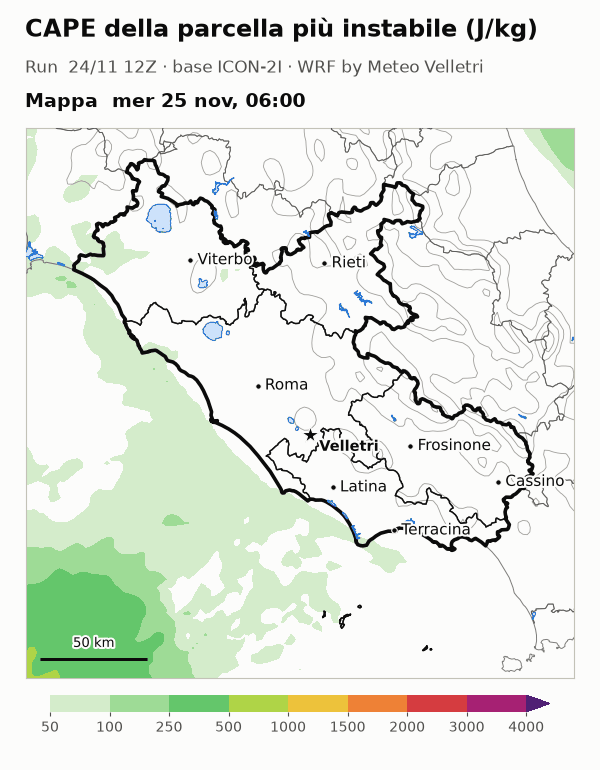 CAPE della parcella più instabile (J/kg)
Run  24/11 12Z · base ICON-2I · WRF by Meteo Velletri
Mappa  mer 25 nov, 06:00
Viterbo
Rieti
Roma
Velletri
Frosinone
Cassino
Latina
Terracina
50 km
50 100 250 500 1000 1500 2000 3000 4000